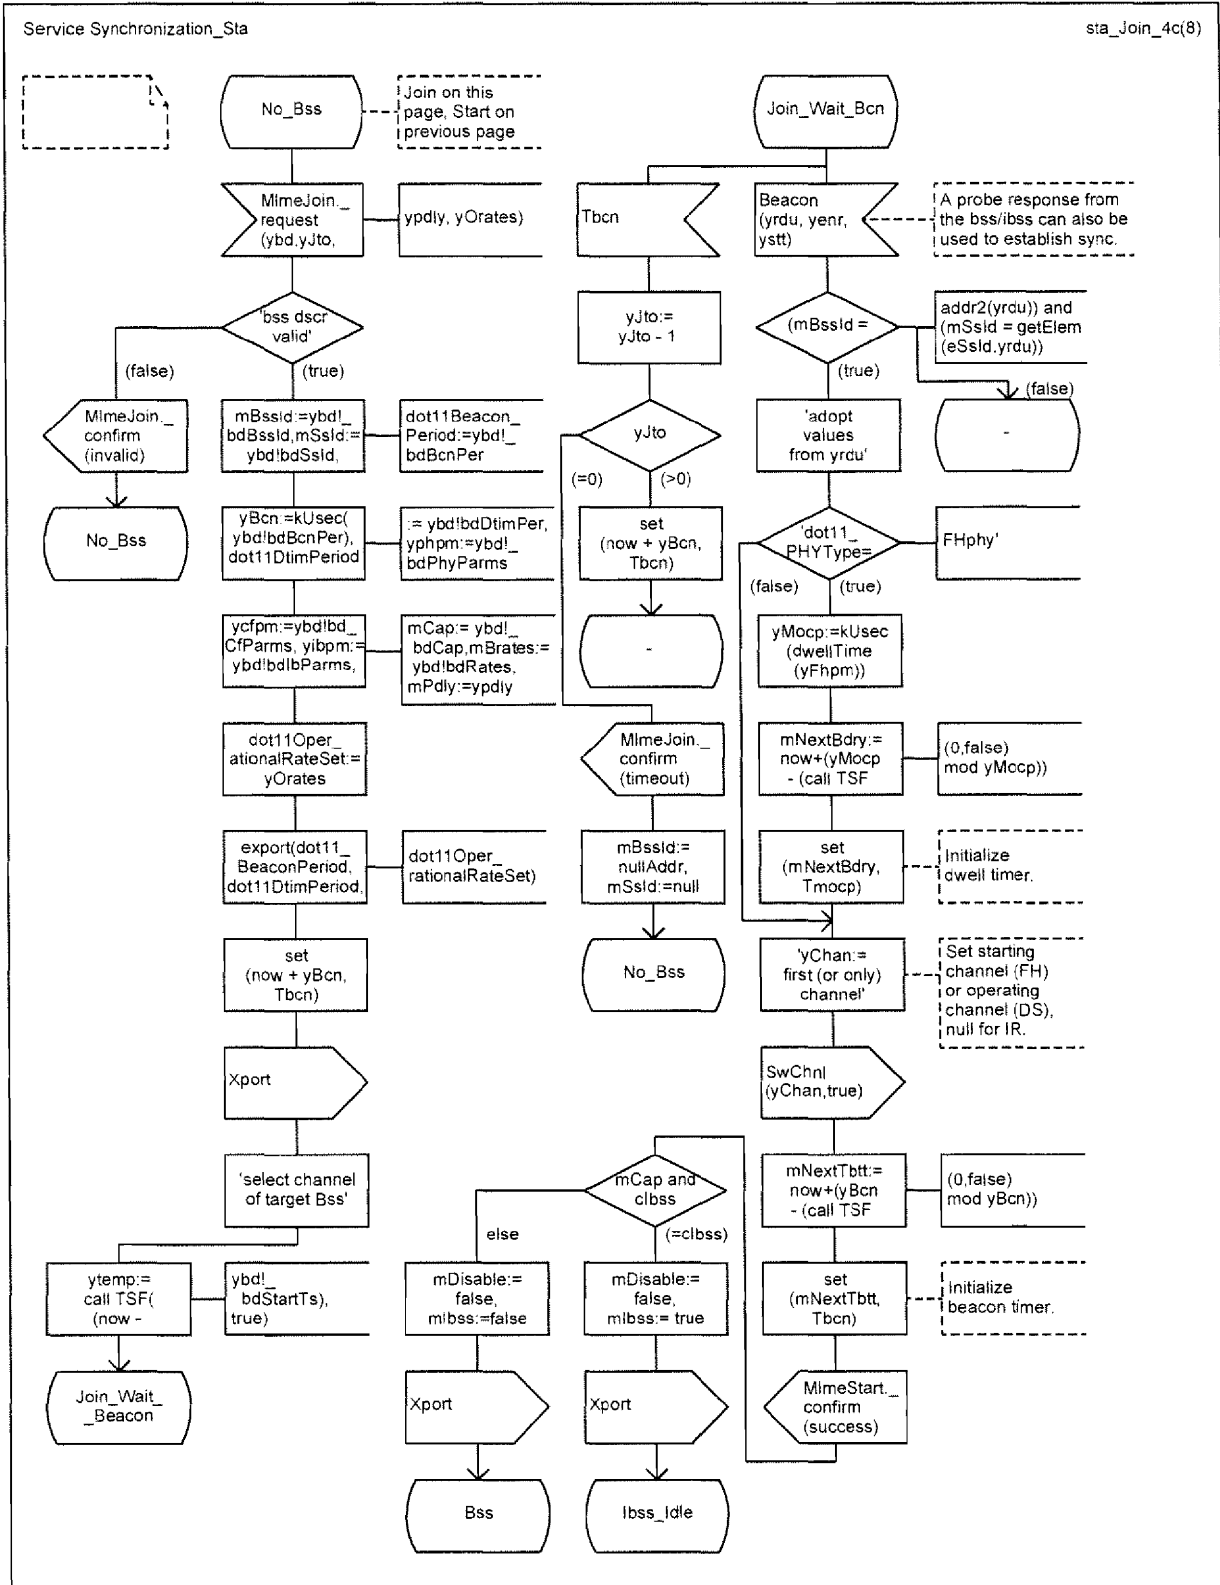 Service Synchronization_Sta
sta_Join_4c(8)
No_Bss
Join on this
page, Start on
previous page
MlmeJoin._
request
(ybd,yJto,
ypdly, yOrates)
'bss dscr
valid'
(false)
(true)
MlmeJoin._
confirm
(invalid)
No_Bss
mBssId:=ybd!_
bdBssId,mSsId:=
ybd!bdSsId,
dot11Beacon_
Period:=ybd!_
bdBcnPer
yBcn:=kUsec(
ybd!bdBcnPer),
dot11DtimPeriod
:= ybd!bdDtimPer,
yphpm:=ybd!_
bdPhyParms
ycfpm:=ybd!bd_
CfParms, yibpm:=
ybd!bdIbParms,
mCap:= ybd!_
bdCap,mBrates:=
ybd!bdRates,
mPdly:=ypdly
dot11Oper_
ationalRateSet:=
yOrates
export(dot11_
BeaconPeriod,
dot11DtimPeriod,
dot11Oper_
rationalRateSet)
set
(now + yBcn,
Tbcn)
Xport
'select channel
of target Bss'
ytemp:=
call TSF(
(now -
ybd!_
bdStartTs),
true)
Join_Wait_
_Beacon
Join_Wait_Bcn
Tbcn
yJto:=
yJto - 1
yJto
(=0)
(>0)
set
(now + yBcn,
Tbcn)
-
MlmeJoin._
confirm
(timeout)
mBssId:=
nullAddr,
mSsId:=null
No_Bss
Beacon
(yrdu, yenr,
ystt)
A probe response from
the bss/ibss can also be
used to establish sync.
(mBssId =
addr2(yrdu)) and
(mSsId = getElem
(eSsId,yrdu))
(true)
(false)
-
'adopt
values
from yrdu'
'dot11_
PHYType=
FHphy'
(false)
(true)
yMocp:=kUsec
(dwellTime
(yFhpm))
mNextBdry:=
now+(yMocp
- (call TSF
(0,false)
mod yMocp))
set
(mNextBdry,
Tmocp)
Initialize
dwell timer.
'yChan:=
first (or only)
channel'
Set starting
channel (FH)
or operating
channel (DS),
null for IR.
SwChnl
(yChan,true)
mNextTbtt:=
now+(yBcn
- (call TSF
(0,false)
mod yBcn))
set
(mNextTbtt,
Tbcn)
Initialize
beacon timer.
MlmeStart._
confirm
(success)
mCap and
cIbss
else
(=cIbss)
mDisable:=
false,
mIbss:=false
mDisable:=
false,
mIbss:= true
Xport
Xport
Bss
Ibss_Idle